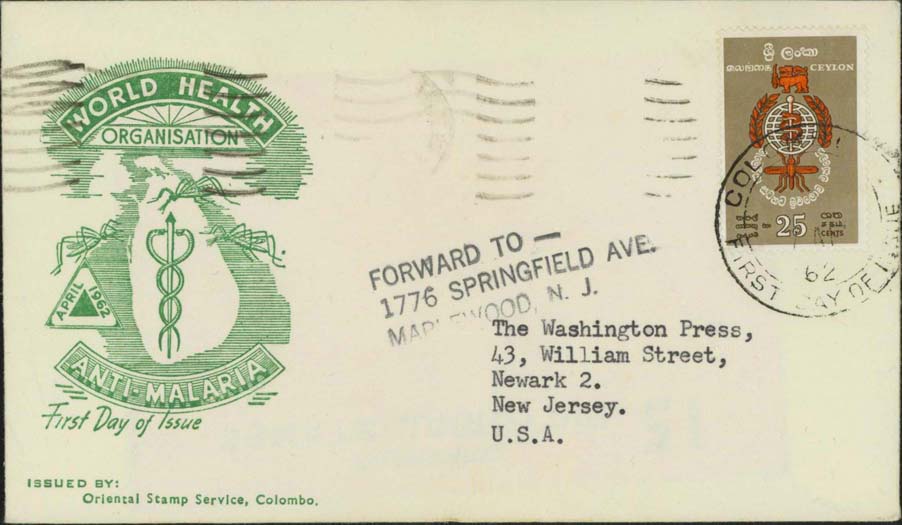 WORLD HEALTH
ORGANISATION
APRIL 1962
ANTI-MALARIA
First Day of Issue
ISSUED BY:
Oriental Stamp Service, Colombo.
FORWARD TO —
1776 SPRINGFIELD AVE.
MAPLEWOOD, N. J.
The Washington Press,
43, William Street,
Newark 2.
New Jersey.
U.S.A.
ශ්‍රී ලංකා
இலங்கை CEYLON
25
CENTS
62
FIRST DAY OF ISSUE